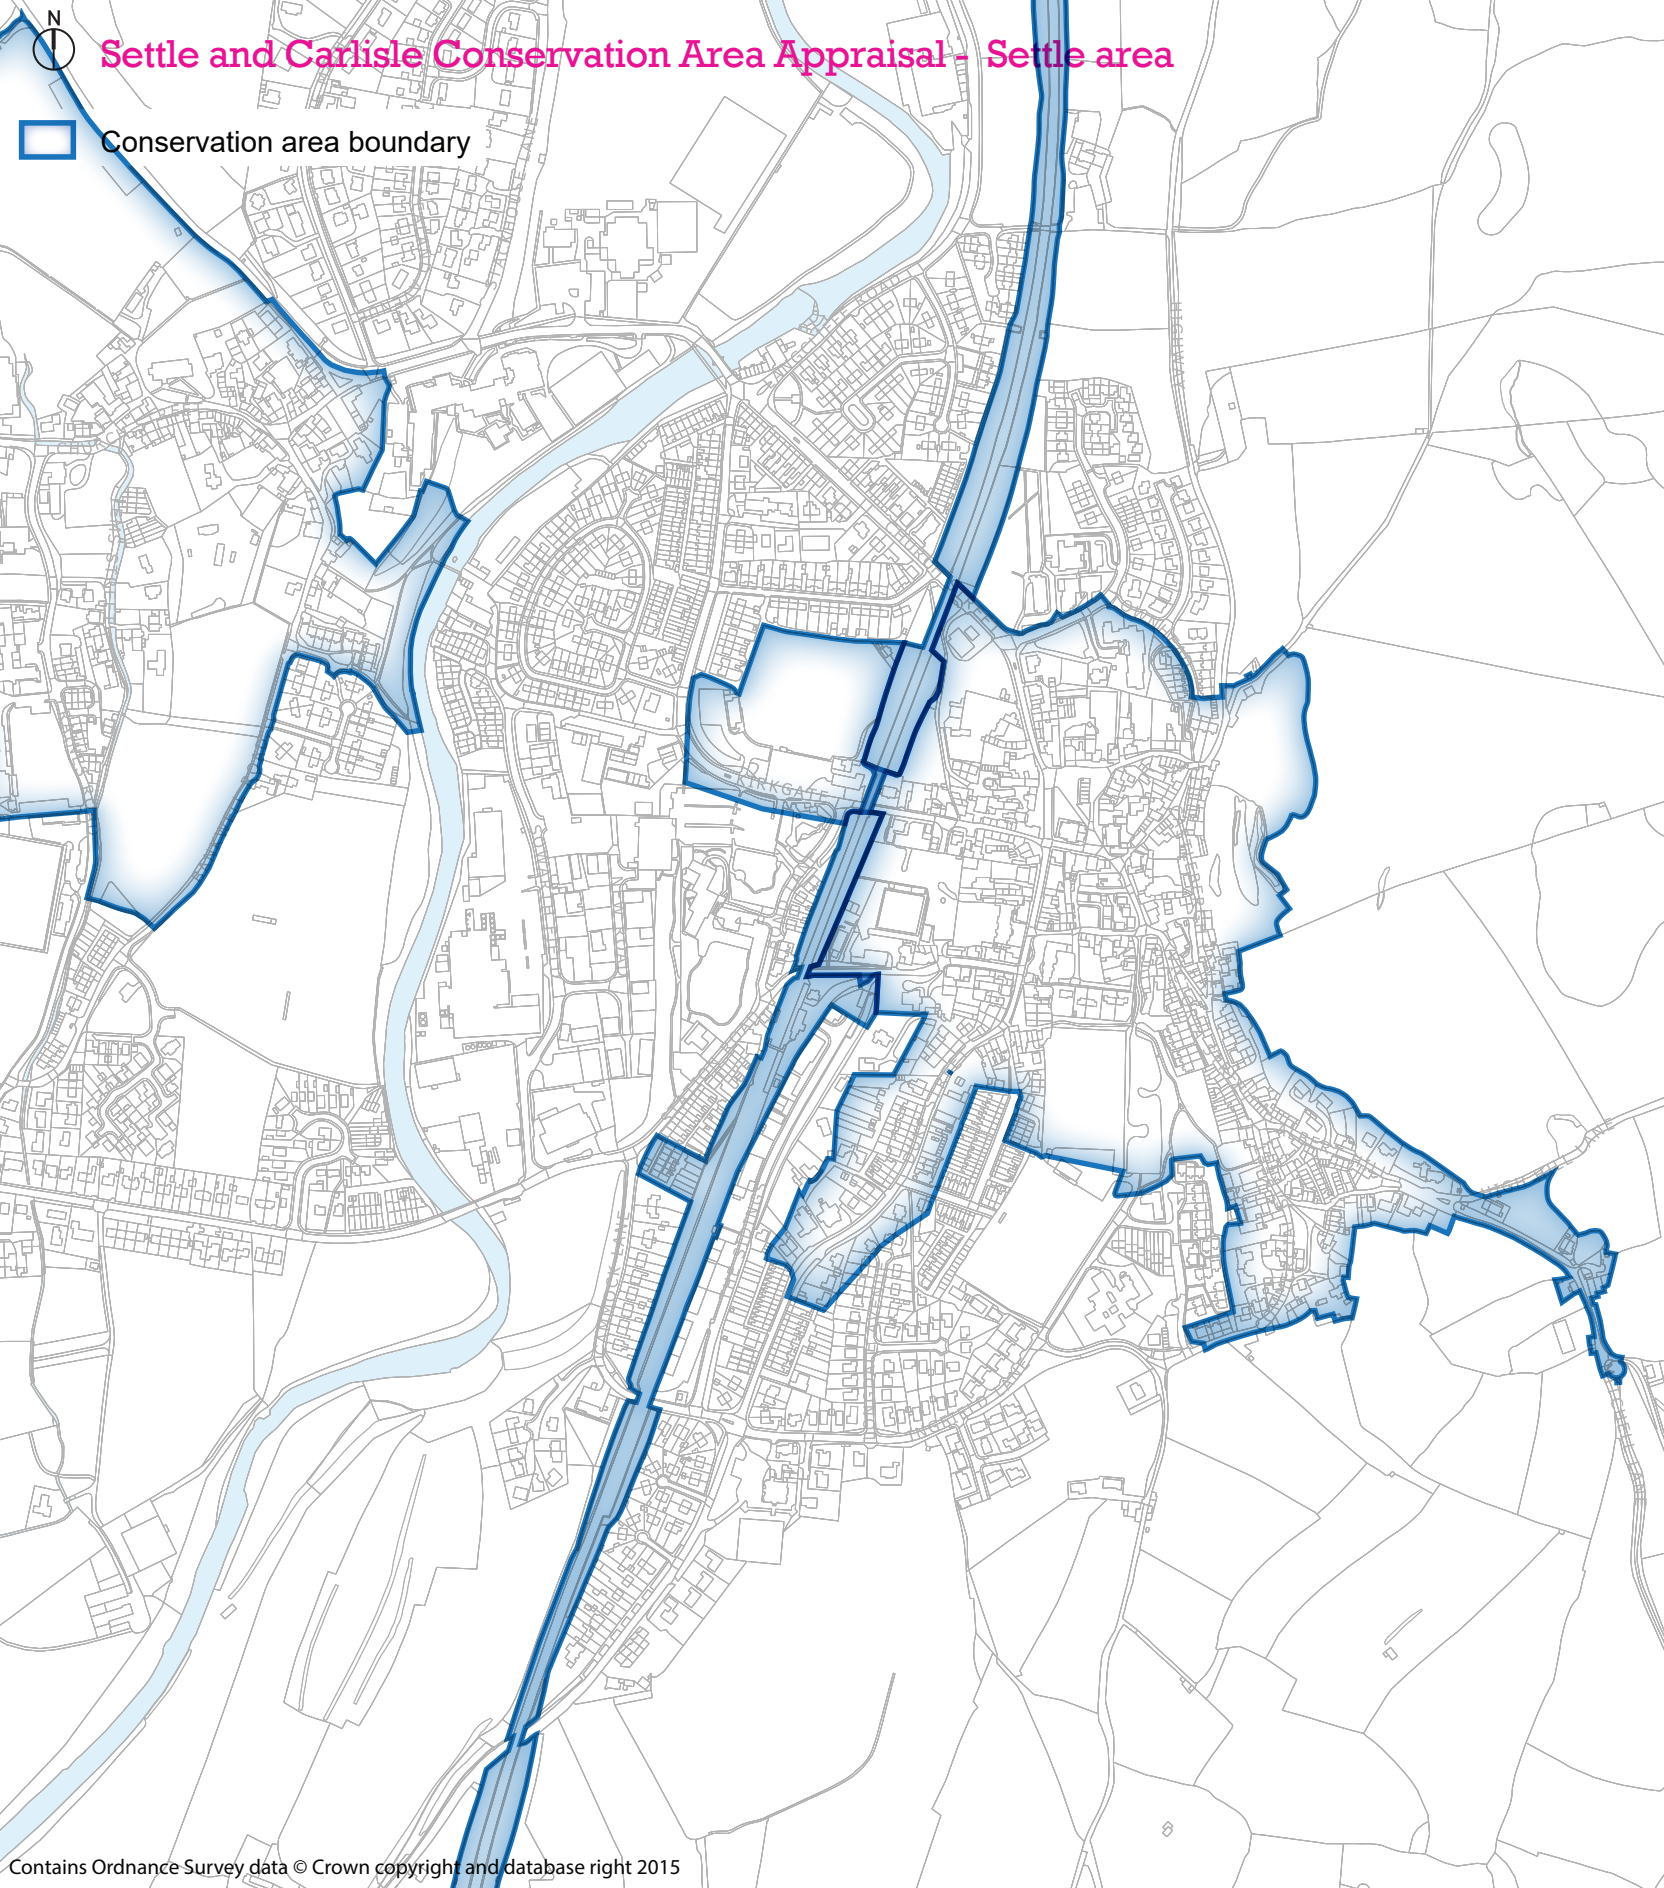 N
Settle and Carlisle Conservation Area Appraisal - Settle area
Conservation area boundary
HIGHWAY
KIRKGATE
Contains Ordnance Survey data © Crown copyright and database right 2015